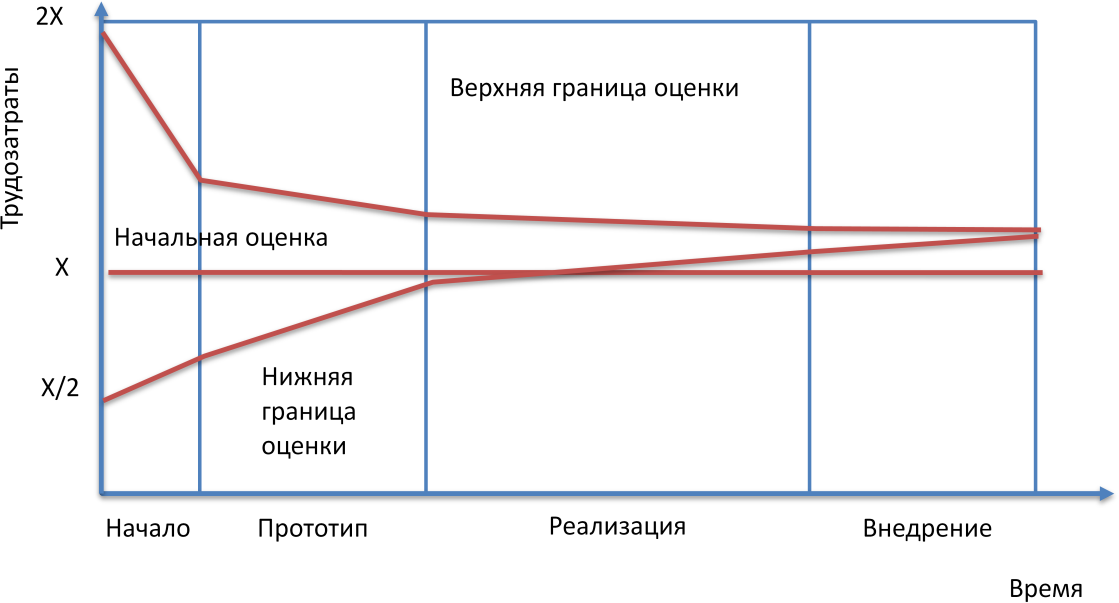 2X
Трудозатраты
Верхняя граница оценки
Начальная оценка
X
X/2
Нижняя
граница
оценки
Начало
Прототип
Реализация
Внедрение
Время